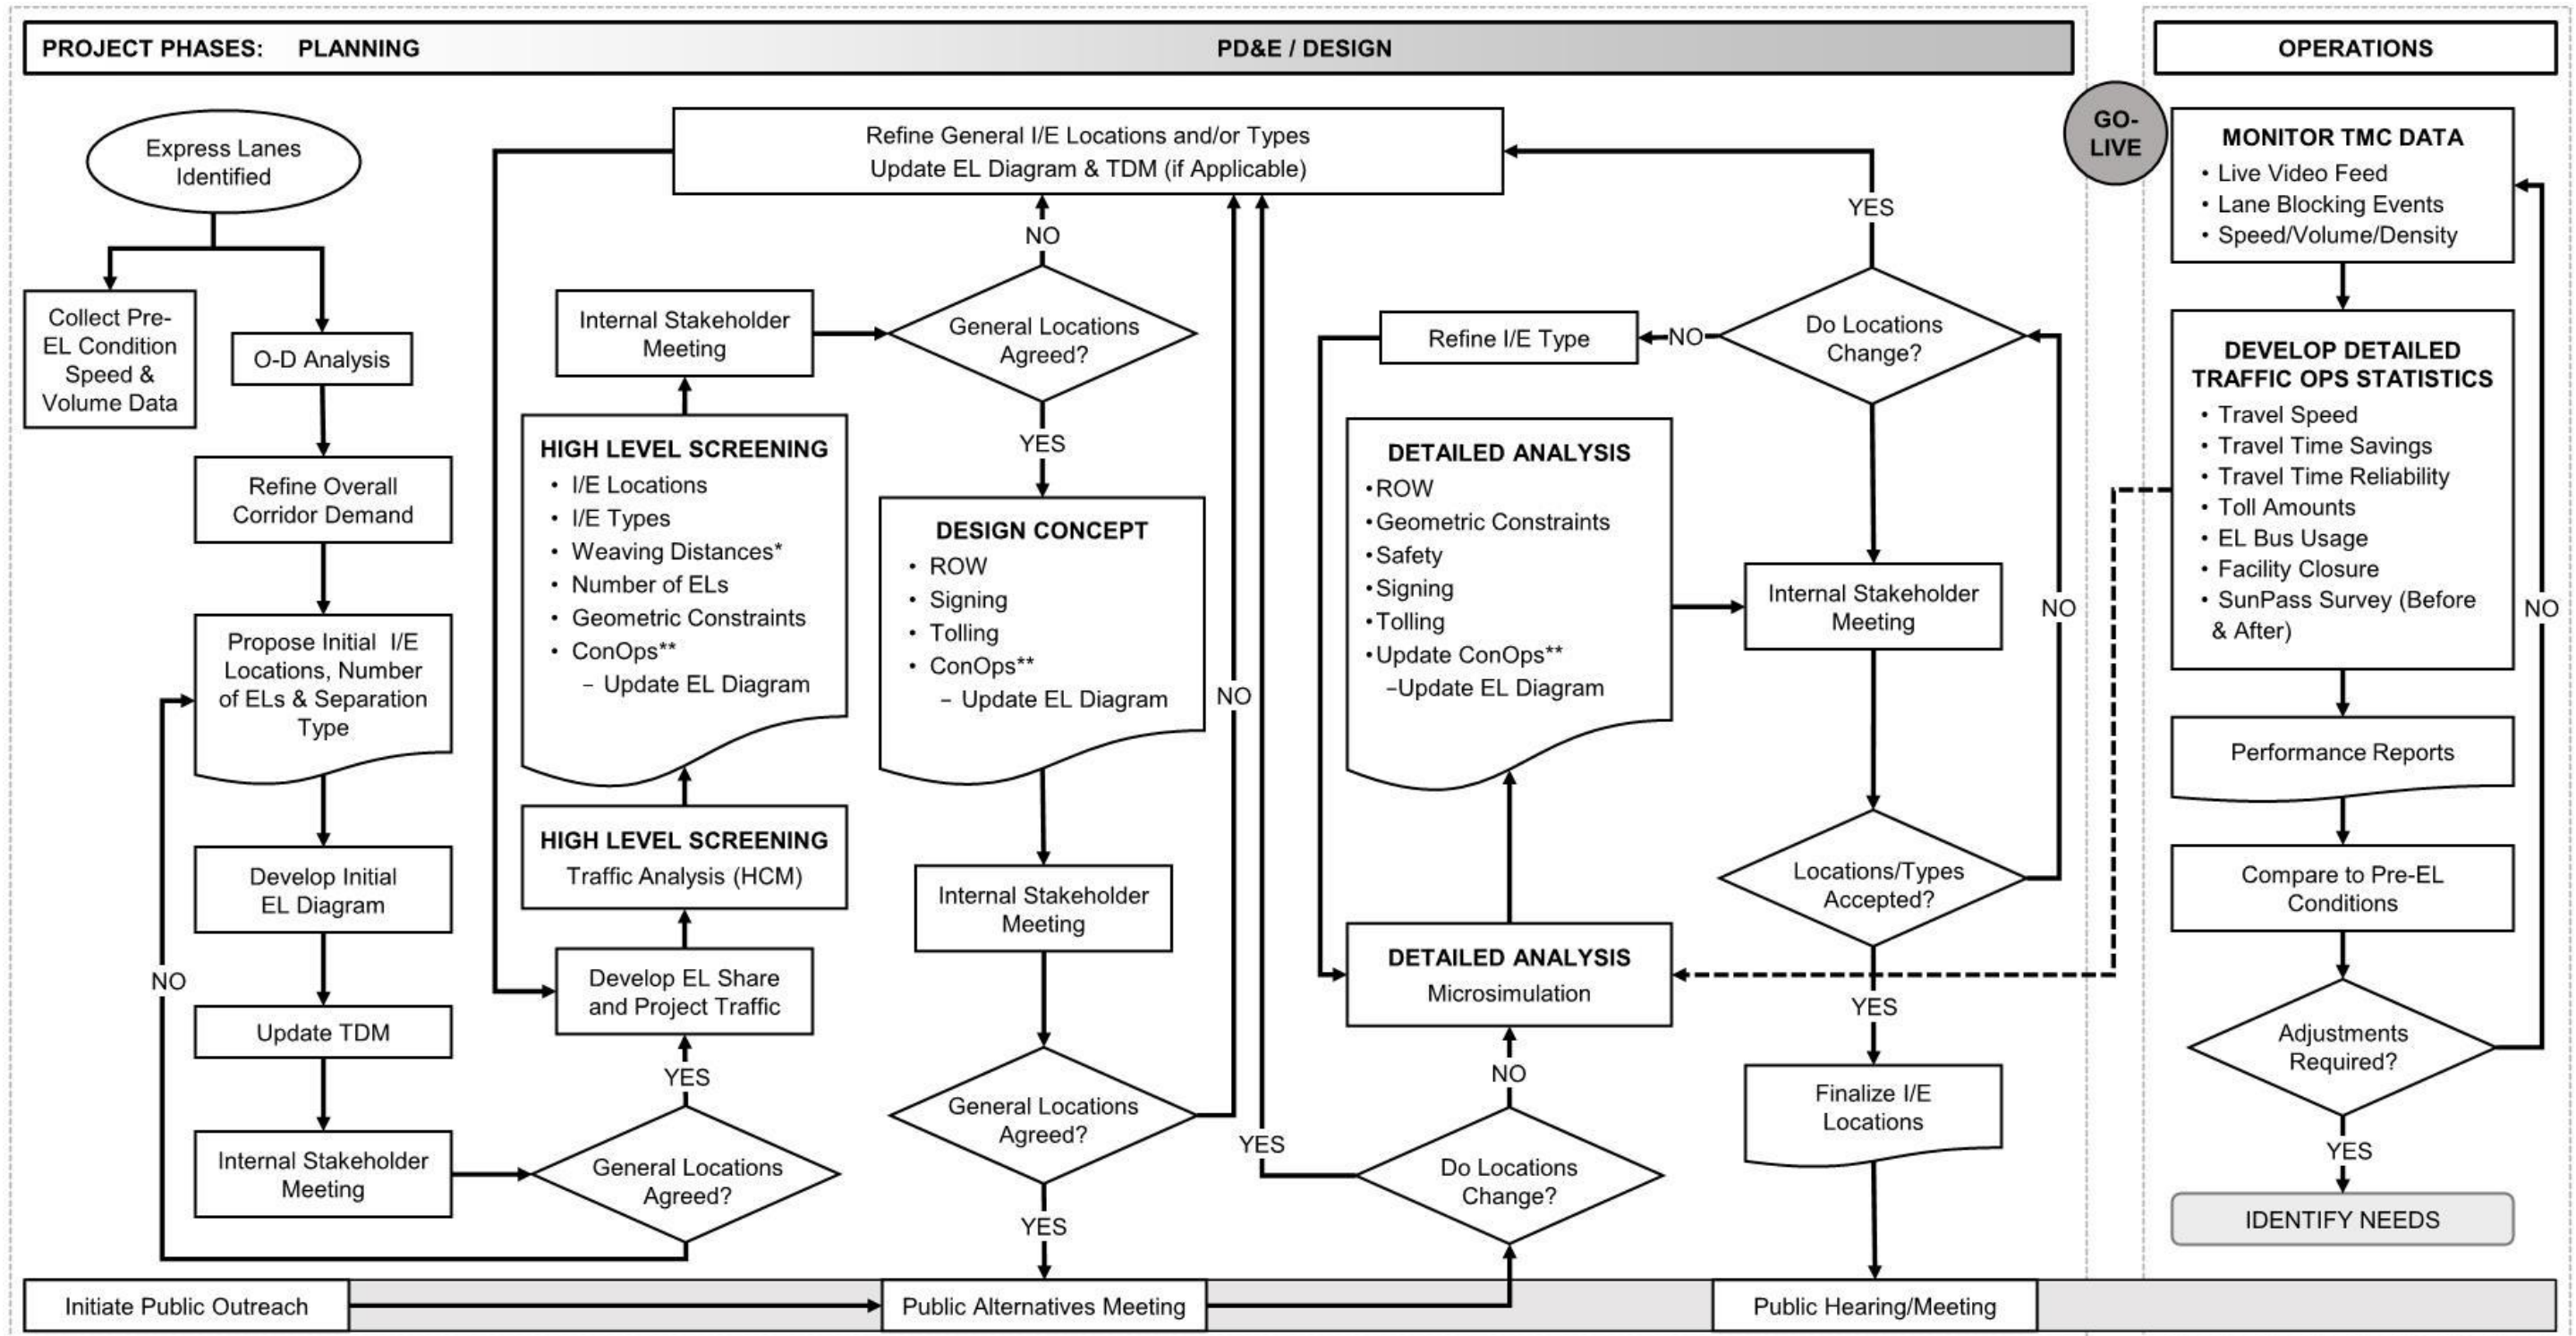 PROJECT PHASES: PLANNING
PD&E / DESIGN
OPERATIONS
GO-
LIVE
Express Lanes
Identified
Collect Pre-
EL Condition
Speed &
Volume Data
O-D Analysis
Refine Overall
Corridor Demand
Propose Initial I/E
Locations, Number
of ELs & Separation
Type
Develop Initial
EL Diagram
Update TDM
Internal Stakeholder
Meeting
NO
General Locations
Agreed?
YES
Develop EL Share
and Project Traffic
HIGH LEVEL SCREENING
Traffic Analysis (HCM)
HIGH LEVEL SCREENING
• I/E Locations
• I/E Types
• Weaving Distances*
• Number of ELs
• Geometric Constraints
• ConOps**
– Update EL Diagram
Internal Stakeholder
Meeting
General Locations
Agreed?
NO
Refine General I/E Locations and/or Types
Update EL Diagram & TDM (if Applicable)
YES
DESIGN CONCEPT
• ROW
• Signing
• Tolling
• ConOps**
– Update EL Diagram
Internal Stakeholder
Meeting
General Locations
Agreed?
NO
YES
Initiate Public Outreach
Public Alternatives Meeting
Public Hearing/Meeting
Do Locations
Change?
YES
NO
DETAILED ANALYSIS
Microsimulation
DETAILED ANALYSIS
•ROW
•Geometric Constraints
•Safety
•Signing
•Tolling
•Update ConOps**
–Update EL Diagram
Refine I/E Type
NO
Do Locations
Change?
YES
Internal Stakeholder
Meeting
Locations/Types
Accepted?
NO
YES
Finalize I/E
Locations
MONITOR TMC DATA
• Live Video Feed
• Lane Blocking Events
• Speed/Volume/Density
DEVELOP DETAILED
TRAFFIC OPS STATISTICS
• Travel Speed
• Travel Time Savings
• Travel Time Reliability
• Toll Amounts
• EL Bus Usage
• Facility Closure
• SunPass Survey (Before
& After)
Performance Reports
Compare to Pre-EL
Conditions
Adjustments
Required?
NO
YES
IDENTIFY NEEDS